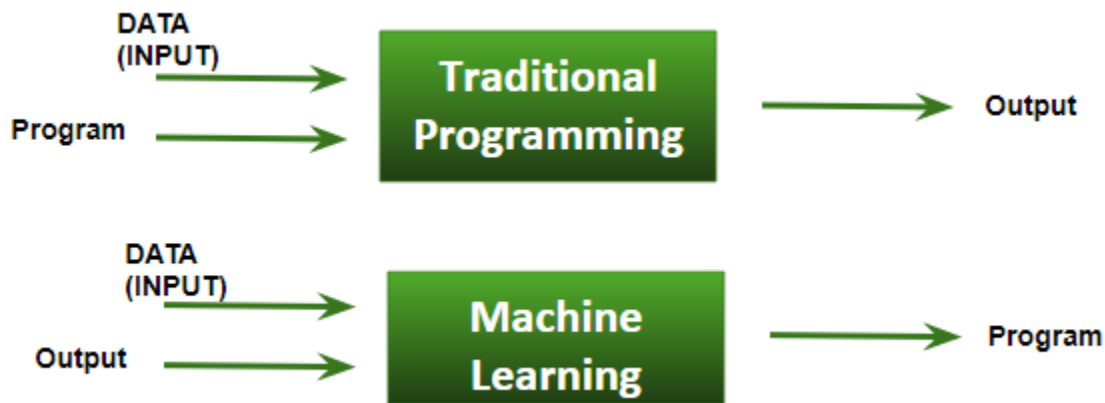 DATA
(INPUT)
Program
Traditional
Programming
Output
DATA
(INPUT)
Output
Machine
Learning
Program